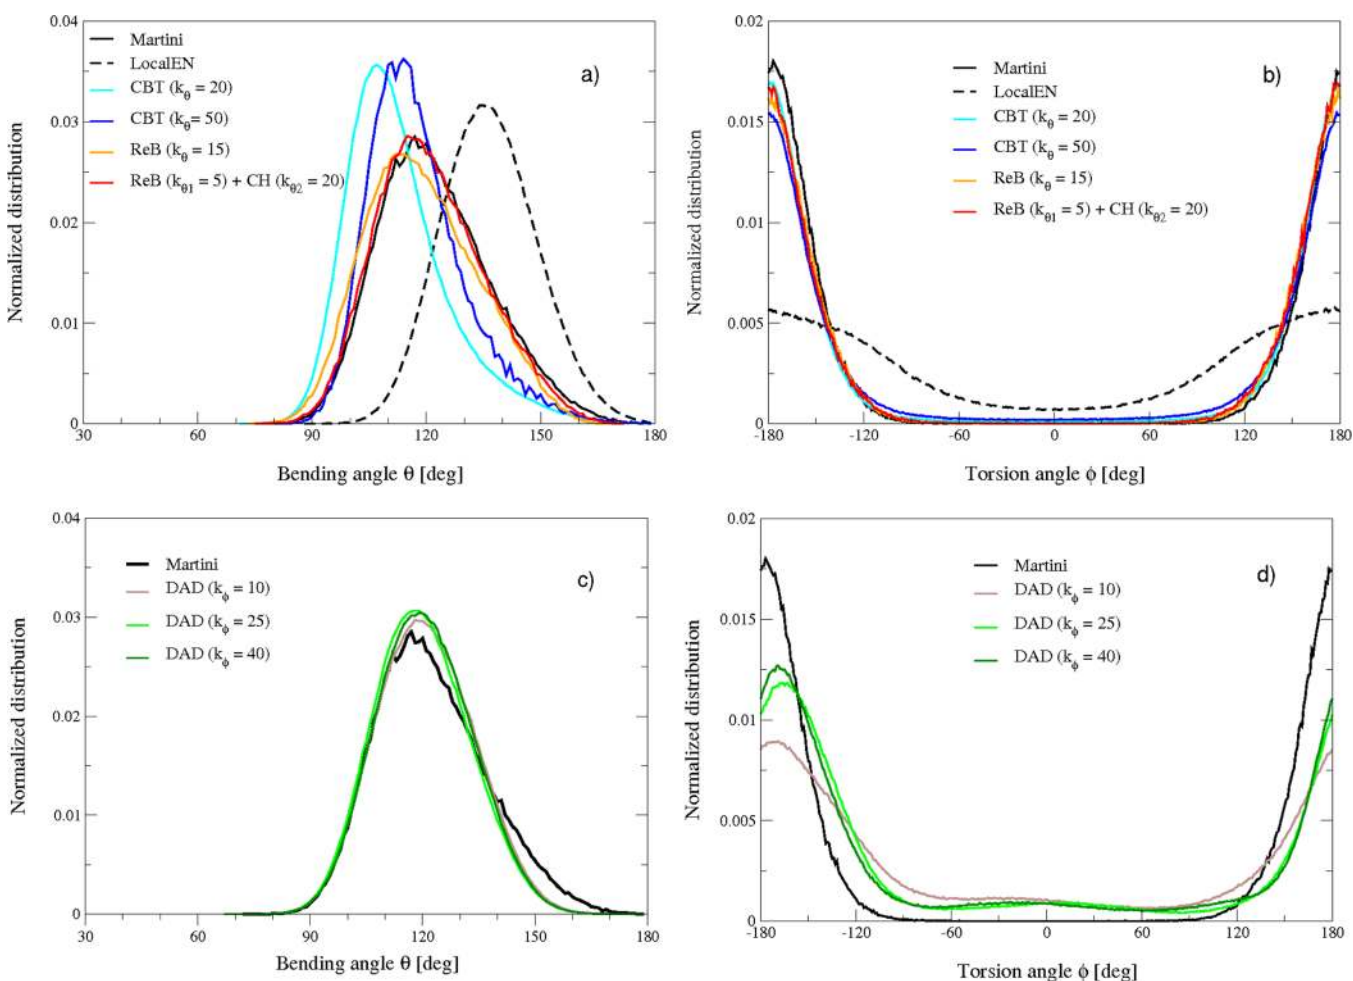 0.04
0.03
0.02
0.01
0
30
60
90
120
150
180
Normalized distribution
Bending angle θ [deg]
Martini
LocalEN
CBT (kθ = 20)
CBT (kθ= 50)
ReB (kθ = 15)
ReB (kθ1 = 5) + CH (kθ2 = 20)
a)
0.02
0.015
0.01
0.005
0
-180
-120
-60
0
60
120
180
Normalized distribution
Torsion angle ϕ [deg]
Martini
LocalEN
CBT (kθ = 20)
CBT (kθ = 50)
ReB (kθ = 15)
ReB (kθ1 = 5) + CH (kθ2 = 20)
b)
0.04
0.03
0.02
0.01
0
30
60
90
120
150
180
Normalized distribution
Bending angle θ [deg]
Martini
DAD (kϕ = 10)
DAD (kϕ = 25)
DAD (kϕ = 40)
c)
0.02
0.015
0.01
0.005
0
-180
-120
-60
0
60
120
180
Normalized distribution
Torsion angle ϕ [deg]
Martini
DAD (kϕ = 10)
DAD (kϕ = 25)
DAD (kϕ = 40)
d)